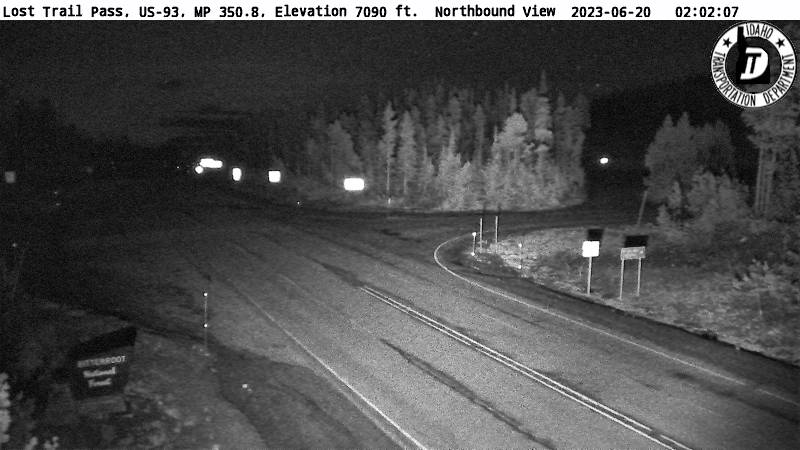 Lost Trail Pass, US-93, MP 350.8, Elevation 7090 ft. Northbound View 2023-06-20 02:02:07
IDAHO
TRANSPORTATION DEPARTMENT
BITTERROOT
National
Forest